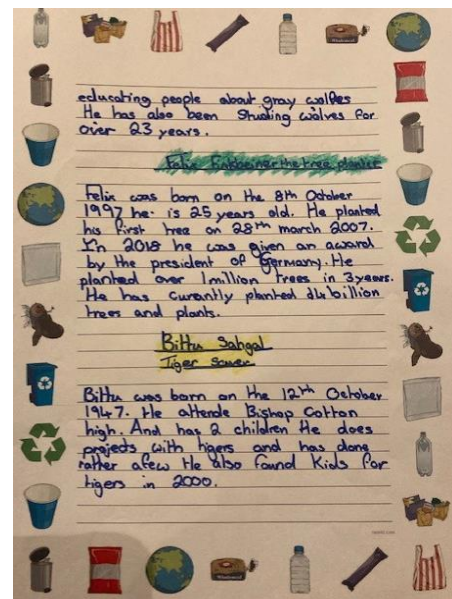 educating people about gray wolfes
He has also been Studing wolves for
over 23 years.
Felix Finkbeiner the tree planter
Felix was born on the 8th October
1997 he is 25 years old. He planted
his first tree on 28th march 2007.
In 2018 he was given an award
by the president of Germany. He
planted over 1million trees in 3 years.
He has curantly planted billion
trees and plants.
Bittu Sahgal
Tiger Saver
Bittu was born on the 12th October
1947. He attende Bishop Cotton
high. And has 2 children He does
projects with tigers and has done
rather afew He also found Kids for
tigers in 2000.